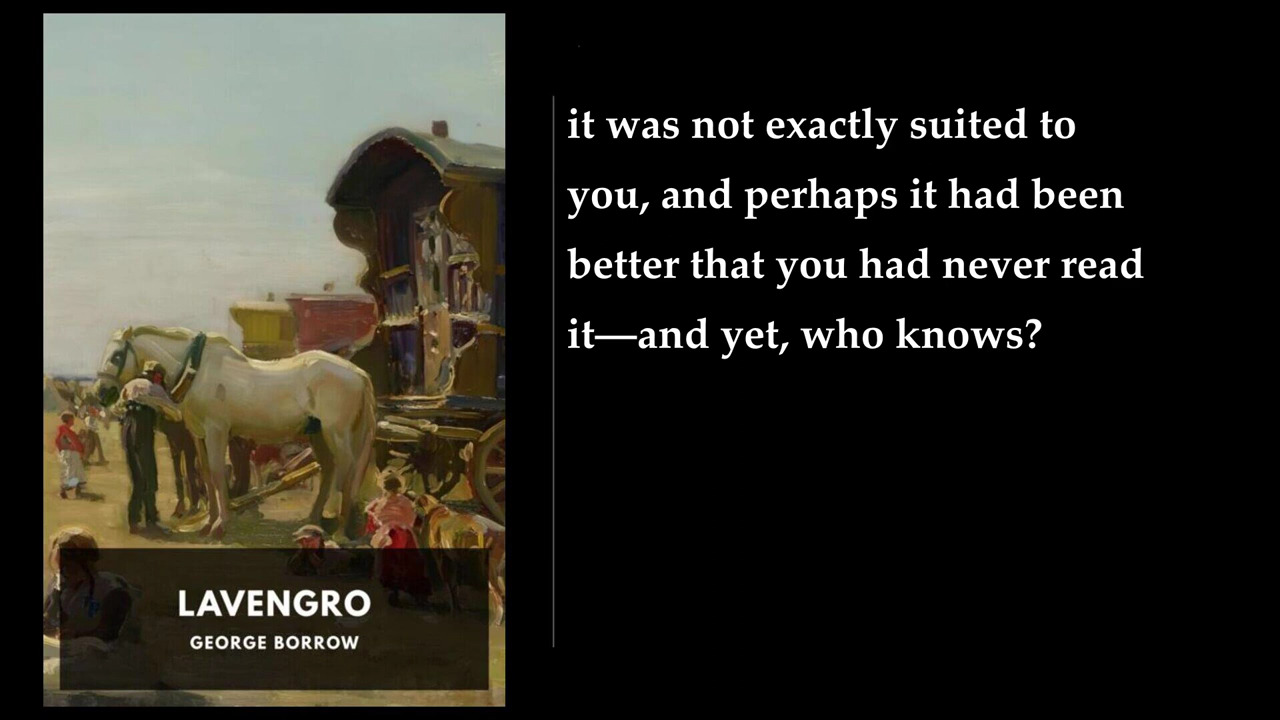 LAVENGRO
GEORGE BORROW
it was not exactly suited to
you, and perhaps it had been
better that you had never read
it—and yet, who knows?